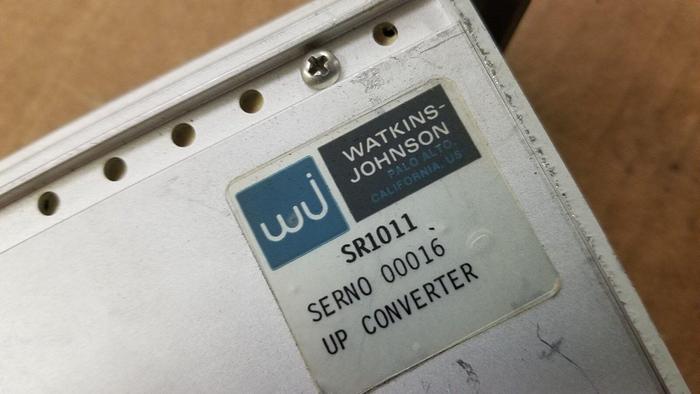 WATKINS-
JOHNSON
PALO ALTO,
CALIFORNIA, US
wj
SR1011
SERNO 00016
UP CONVERTER